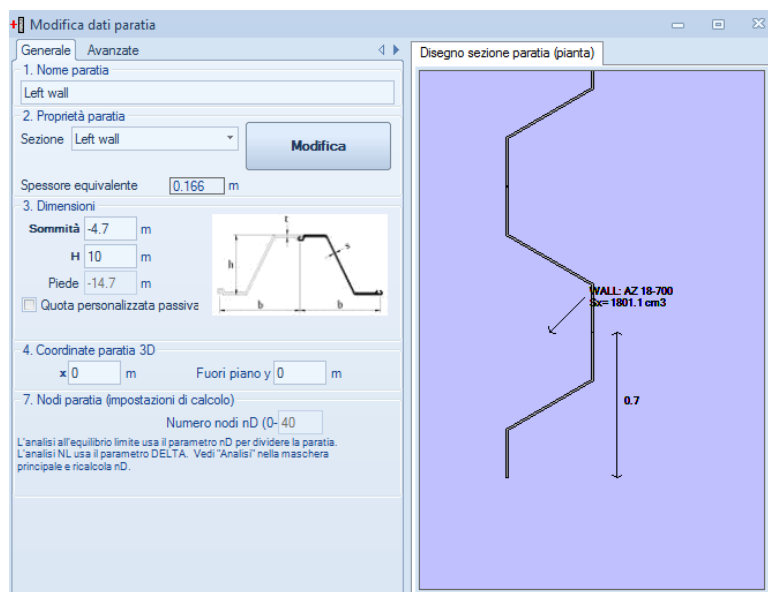 Modifica dati paratia
Generale
Avanzate
1. Nome paratia
Left wall
2. Proprietà paratia
Sezione
Left wall
Modifica
Spessore equivalente
0.166
m
3. Dimensioni
Sommità
-4.7
m
H
10
m
Piede
-14.7
m
Quota personalizzata passiva
t
s
h
b
b
4. Coordinate paratia 3D
x
0
m
Fuori piano y
0
m
7. Nodi paratia (impostazioni di calcolo)
Numero nodi nD (0-
40
L'analisi all'equilibrio limite usa il parametro nD per dividere la paratia.
L'analisi NL usa il parametro DELTA. Vedi "Analisi" nella maschera
principale e ricalcola nD.
Disegno sezione paratia (pianta)
WALL: AZ 18-700
Sx= 1801.1 cm3
0.7